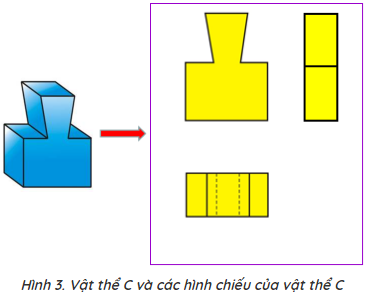 Hình 3. Vật thể C và các hình chiếu của vật thể C